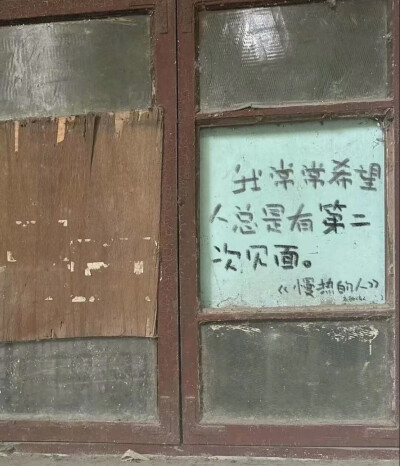 我常常希望
人总是有第二
次见面。
《慢热的人》